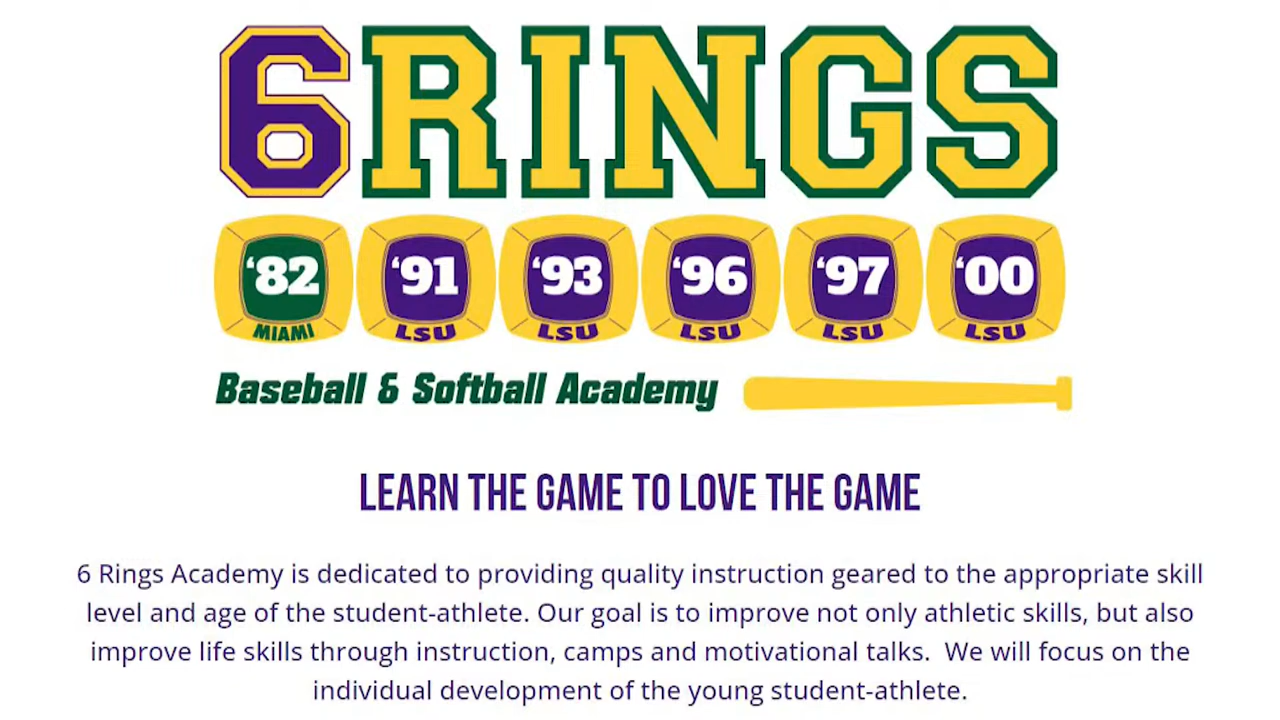 6RINGS
‘82 ‘91 ‘93 ‘96 ‘97 ‘00
MIAMI LSU LSU LSU LSU LSU
Baseball & Softball Academy
LEARN THE GAME TO LOVE THE GAME
6 Rings Academy is dedicated to providing quality instruction geared to the appropriate skill
level and age of the student-athlete. Our goal is to improve not only athletic skills, but also
improve life skills through instruction, camps and motivational talks.  We will focus on the
individual development of the young student-athlete.